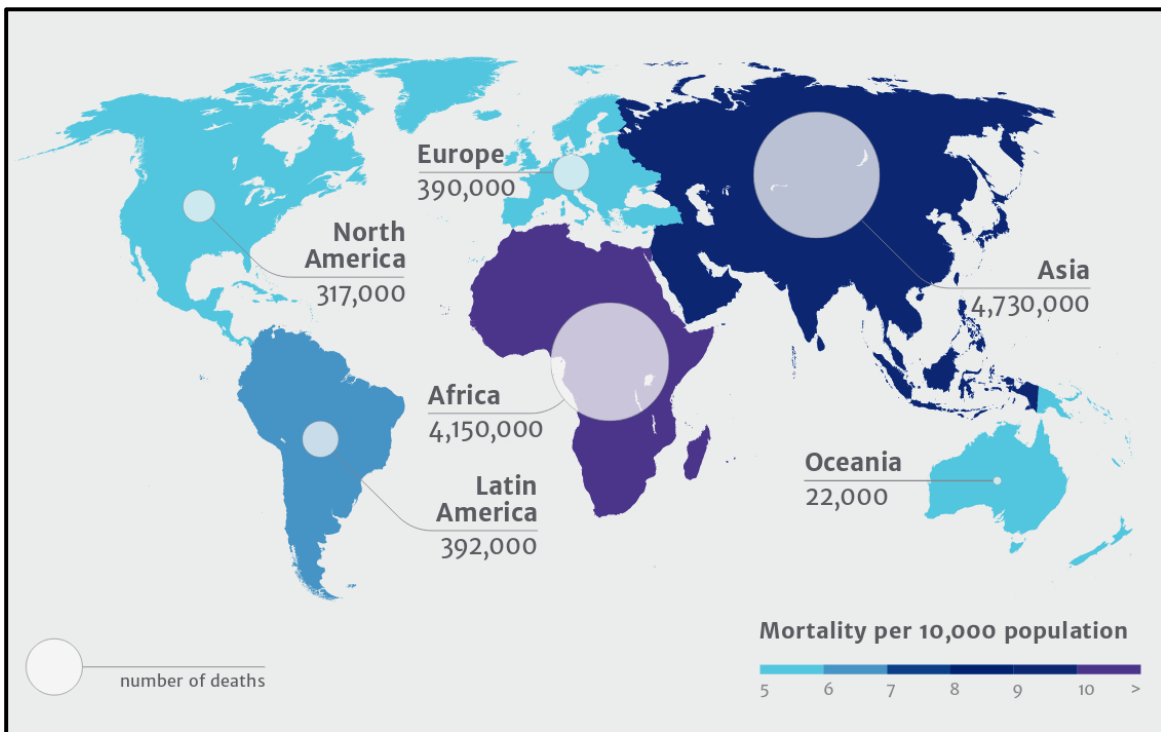 Europe
390,000
North
America
317,000
Asia
4,730,000
Africa
4,150,000
Oceania
22,000
Latin
America
392,000
Mortality per 10,000 population
5 6 7 8 9 10 >
number of deaths